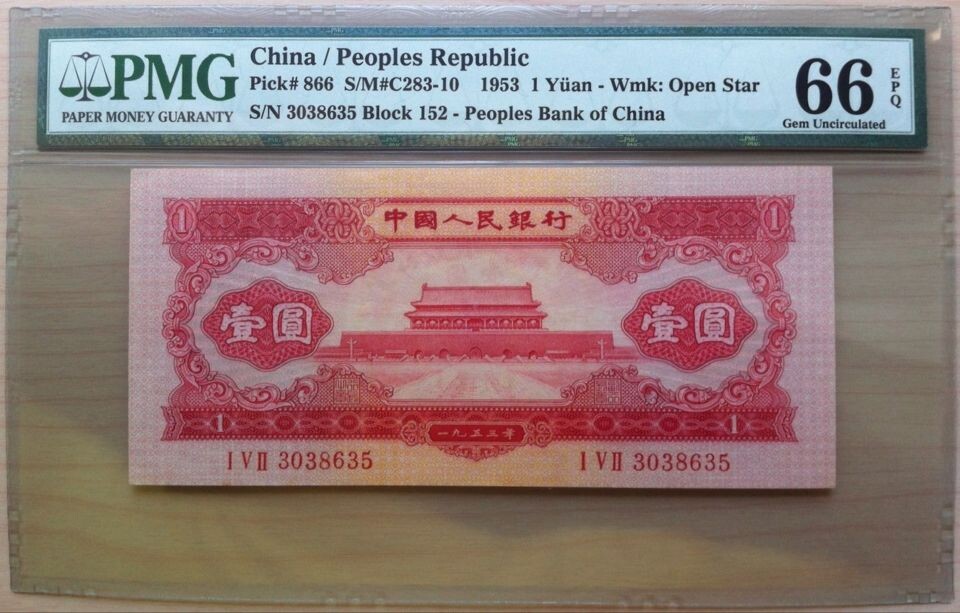 PMG
PAPER MONEY GUARANTY
China / Peoples Republic
Pick# 866 S/M#C283-10 1953 1 Yüan - Wmk: Open Star
S/N 3038635 Block 152 - Peoples Bank of China
66 EPQ
Gem Uncirculated
1 中國人民銀行 1
壹圓 壹圓
1 一九五三年 1
I V II 3038635 I V II 3038635